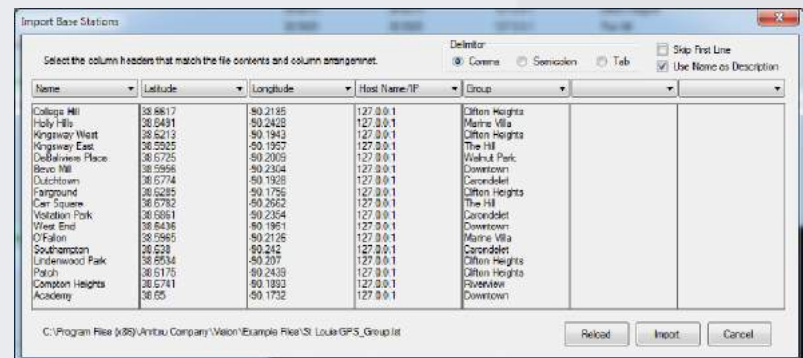 Import Base Stations
Delimitor
Select the column headers that match the file contents and column arrangemnet.
Comma Semicolon Tab
Skip First Line
Use Name as Description
Name Latitude Longitude Host Name/IP Group
College Hill 38.6617 -90.2185 127.0.0.1 Clifton Heights
Holly Hills 38.6491 -90.2428 127.0.0.1 Marine Villa
Kingsway West 38.6213 -90.1943 127.0.0.1 Clifton Heights
Kingsway East 38.5925 -90.1957 127.0.0.1 The Hill
DeBaliviere Place 38.6725 -90.2009 127.0.0.1 Walnut Park
Bevo Mill 38.5956 -90.2304 127.0.0.1 Downtown
Dutchtown 38.6774 -90.1928 127.0.0.1 Carondelet
Fairground 38.6285 -90.1756 127.0.0.1 Clifton Heights
Carr Square 38.6782 -90.2662 127.0.0.1 The Hill
Visitation Park 38.6861 -90.2354 127.0.0.1 Carondelet
West End 38.6436 -90.1951 127.0.0.1 Downtown
O'Fallon 38.5965 -90.2126 127.0.0.1 Marine Villa
Southampton 38.638 -90.242 127.0.0.1 Carondelet
Lindenwood Park 38.6534 -90.207 127.0.0.1 Clifton Heights
Patch 38.6175 -90.2439 127.0.0.1 Clifton Heights
Compton Heights 38.6741 -90.1893 127.0.0.1 Riverview
Academy 38.65 -90.1732 127.0.0.1 Downtown
C:\Program Files (x86)\Anritsu Company\Vision\Example Files\St LouisGPS_Group.txt
Reload Import Cancel